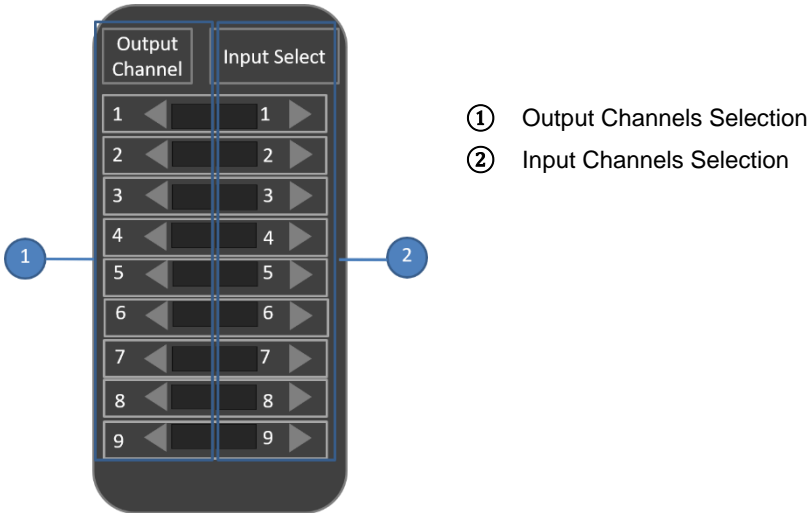 Output
Channel
Input Select
1 1
2 2
3 3
4 4
5 5
6 6
7 7
8 8
9 9
1
2
① Output Channels Selection
② Input Channels Selection